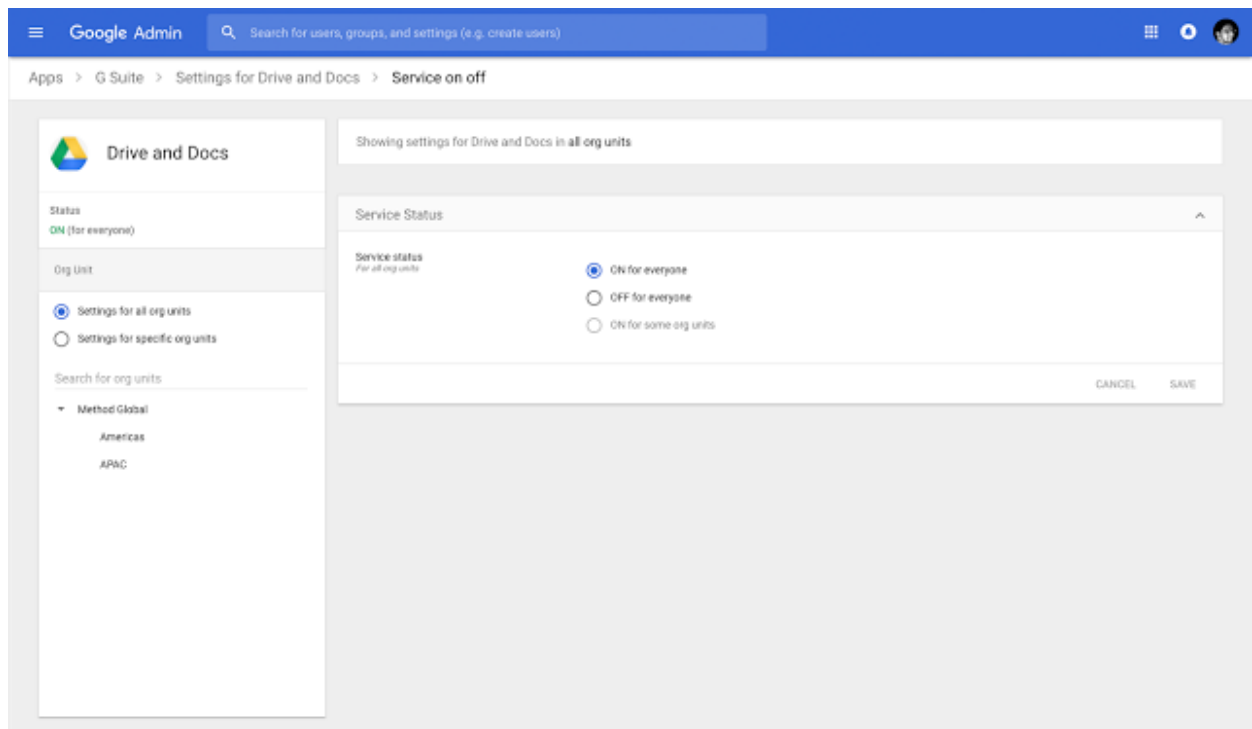 Google Admin
Search for users, groups, and settings (e.g. create users)
Apps > G Suite > Settings for Drive and Docs > Service on off
Drive and Docs
Status
ON (for everyone)
Org Unit
Settings for all org units
Settings for specific org units
Search for org units
Method Global
Americas
APAC
Showing settings for Drive and Docs in all org units
Service Status
Service status
For all org units
ON for everyone
OFF for everyone
ON for some org units
CANCEL SAVE